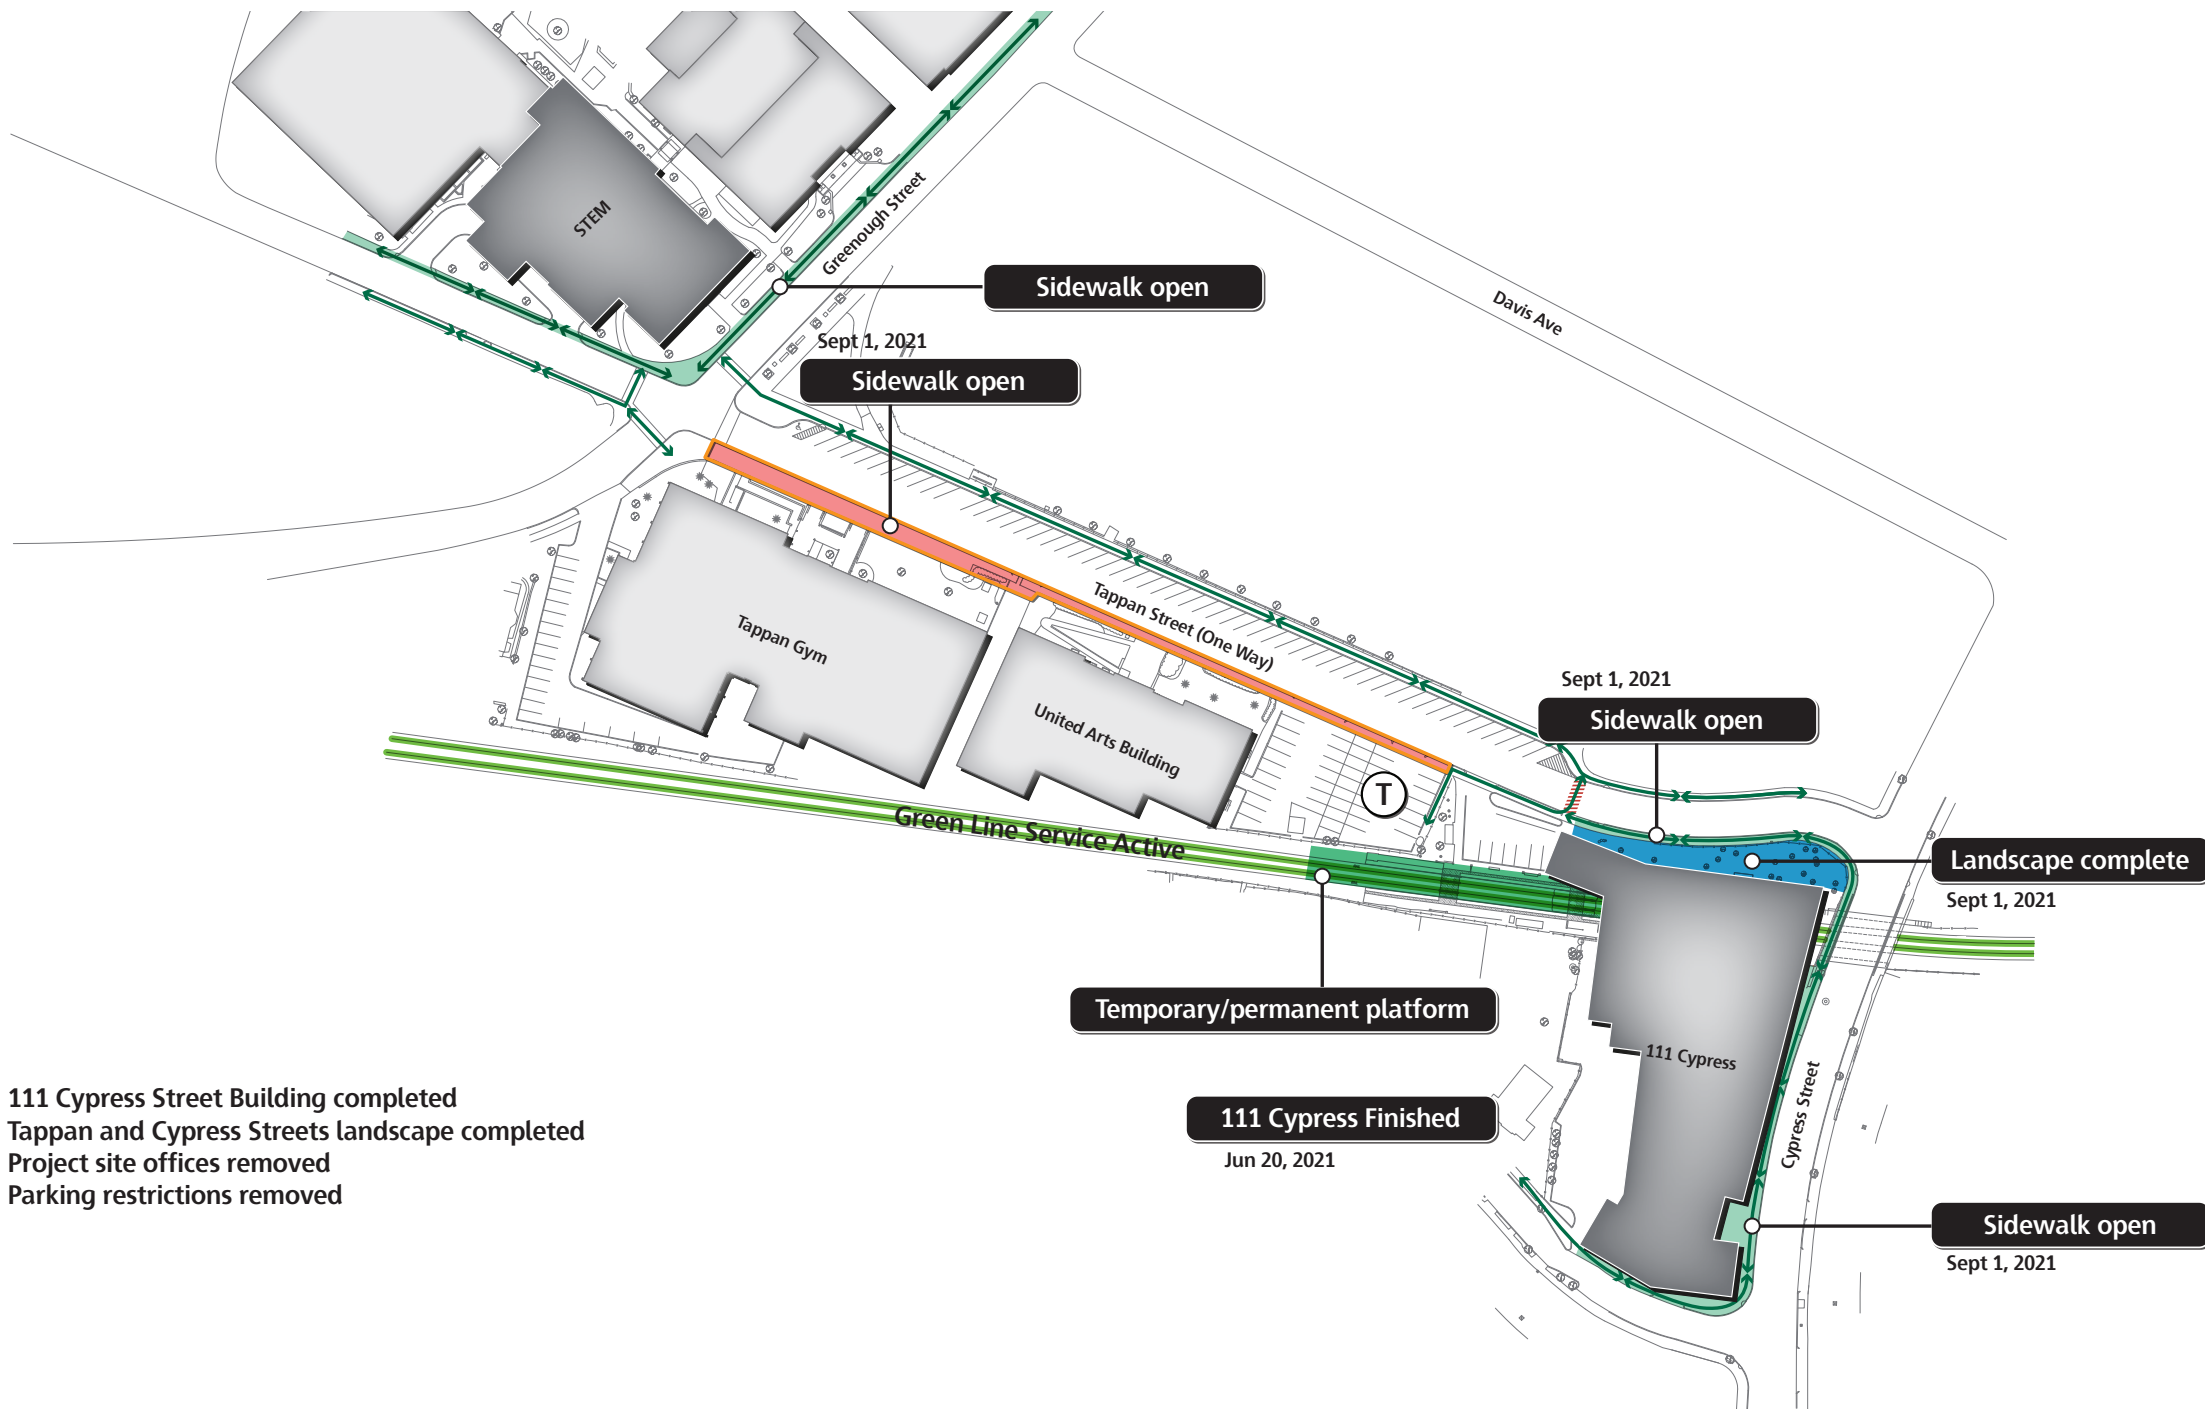 STEM
Greenough Street
Sidewalk open
Davis Ave
Sept 1, 2021
Sidewalk open
Tappan Street (One Way)
Tappan Gym
United Arts Building
Sept 1, 2021
Sidewalk open
T
Green Line Service Active
Landscape complete
Sept 1, 2021
Temporary/permanent platform
111 Cypress
Cypress Street
111 Cypress Finished
Jun 20, 2021
111 Cypress Street Building completed
Tappan and Cypress Streets landscape completed
Project site offices removed
Parking restrictions removed
Sidewalk open
Sept 1, 2021